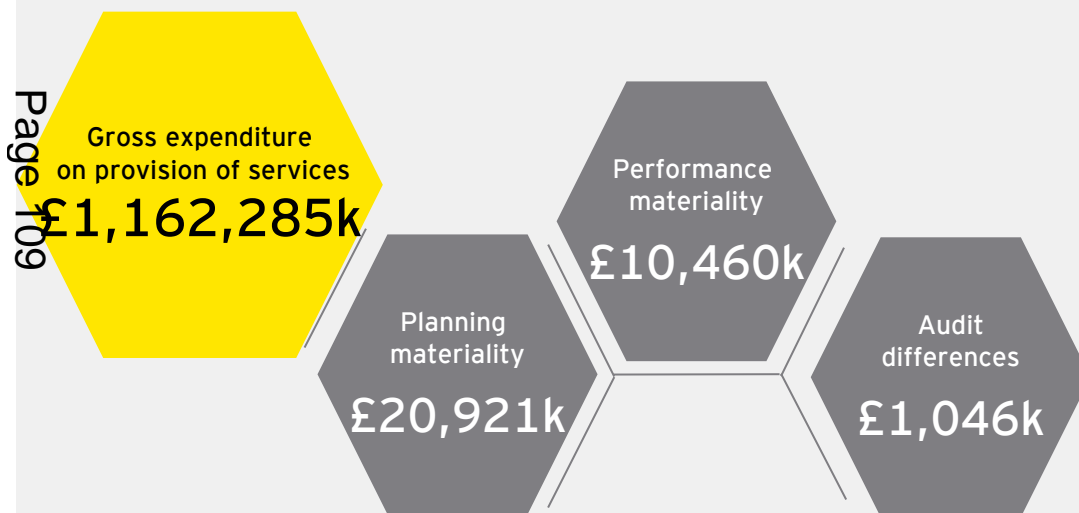 Page 109
Gross expenditure
on provision of services
£1,162,285k
Planning
materiality
£20,921k
Performance
materiality
£10,460k
Audit
differences
£1,046k